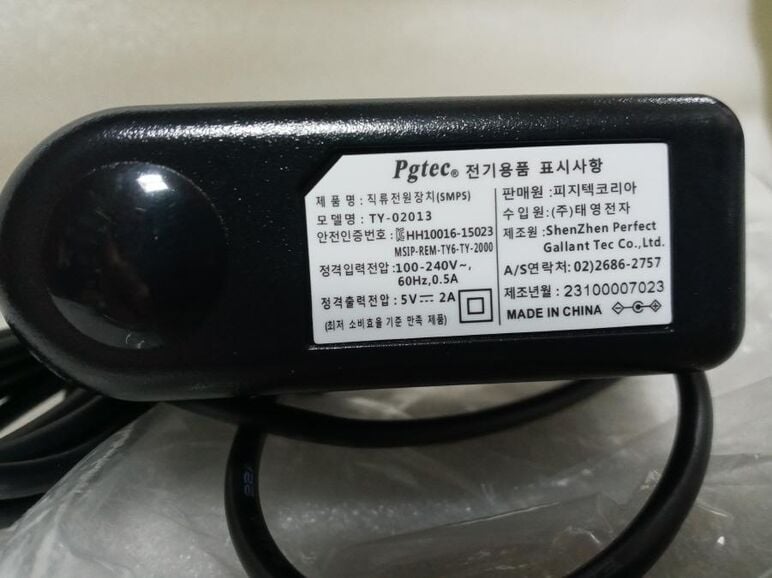 Pgtec® 전기용품 표시사항
제 품 명 : 직류전원장치(SMPS)
모 델 명 : TY-02013
안전인증번호 : HH10016-15023
MSIP-REM-TY6-TY-2000
정격입력전압 : 100-240V~,
60Hz,0.5A
정격출력전압 : 5V⎓ 2A
(최저 소비효율 기준 만족 제품)
판매원 : 피지텍코리아
수입원 : (주)태영전자
제조원 : ShenZhen Perfect
Gallant Tec Co.,Ltd.
A/S연락처: 02)2686-2757
제조년월 : 23100007023
MADE IN CHINA